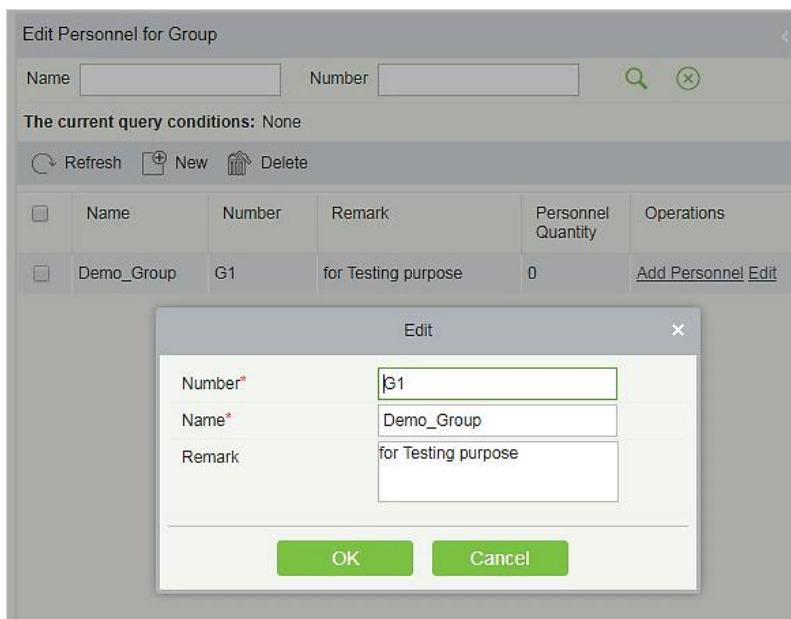 Edit Personnel for Group
Name Number
The current query conditions: None
Refresh New Delete
Name Number Remark Personnel Quantity Operations
Demo_Group G1 for Testing purpose 0 Add Personnel Edit
Edit
Number* G1
Name* Demo_Group
Remark for Testing purpose
OK Cancel